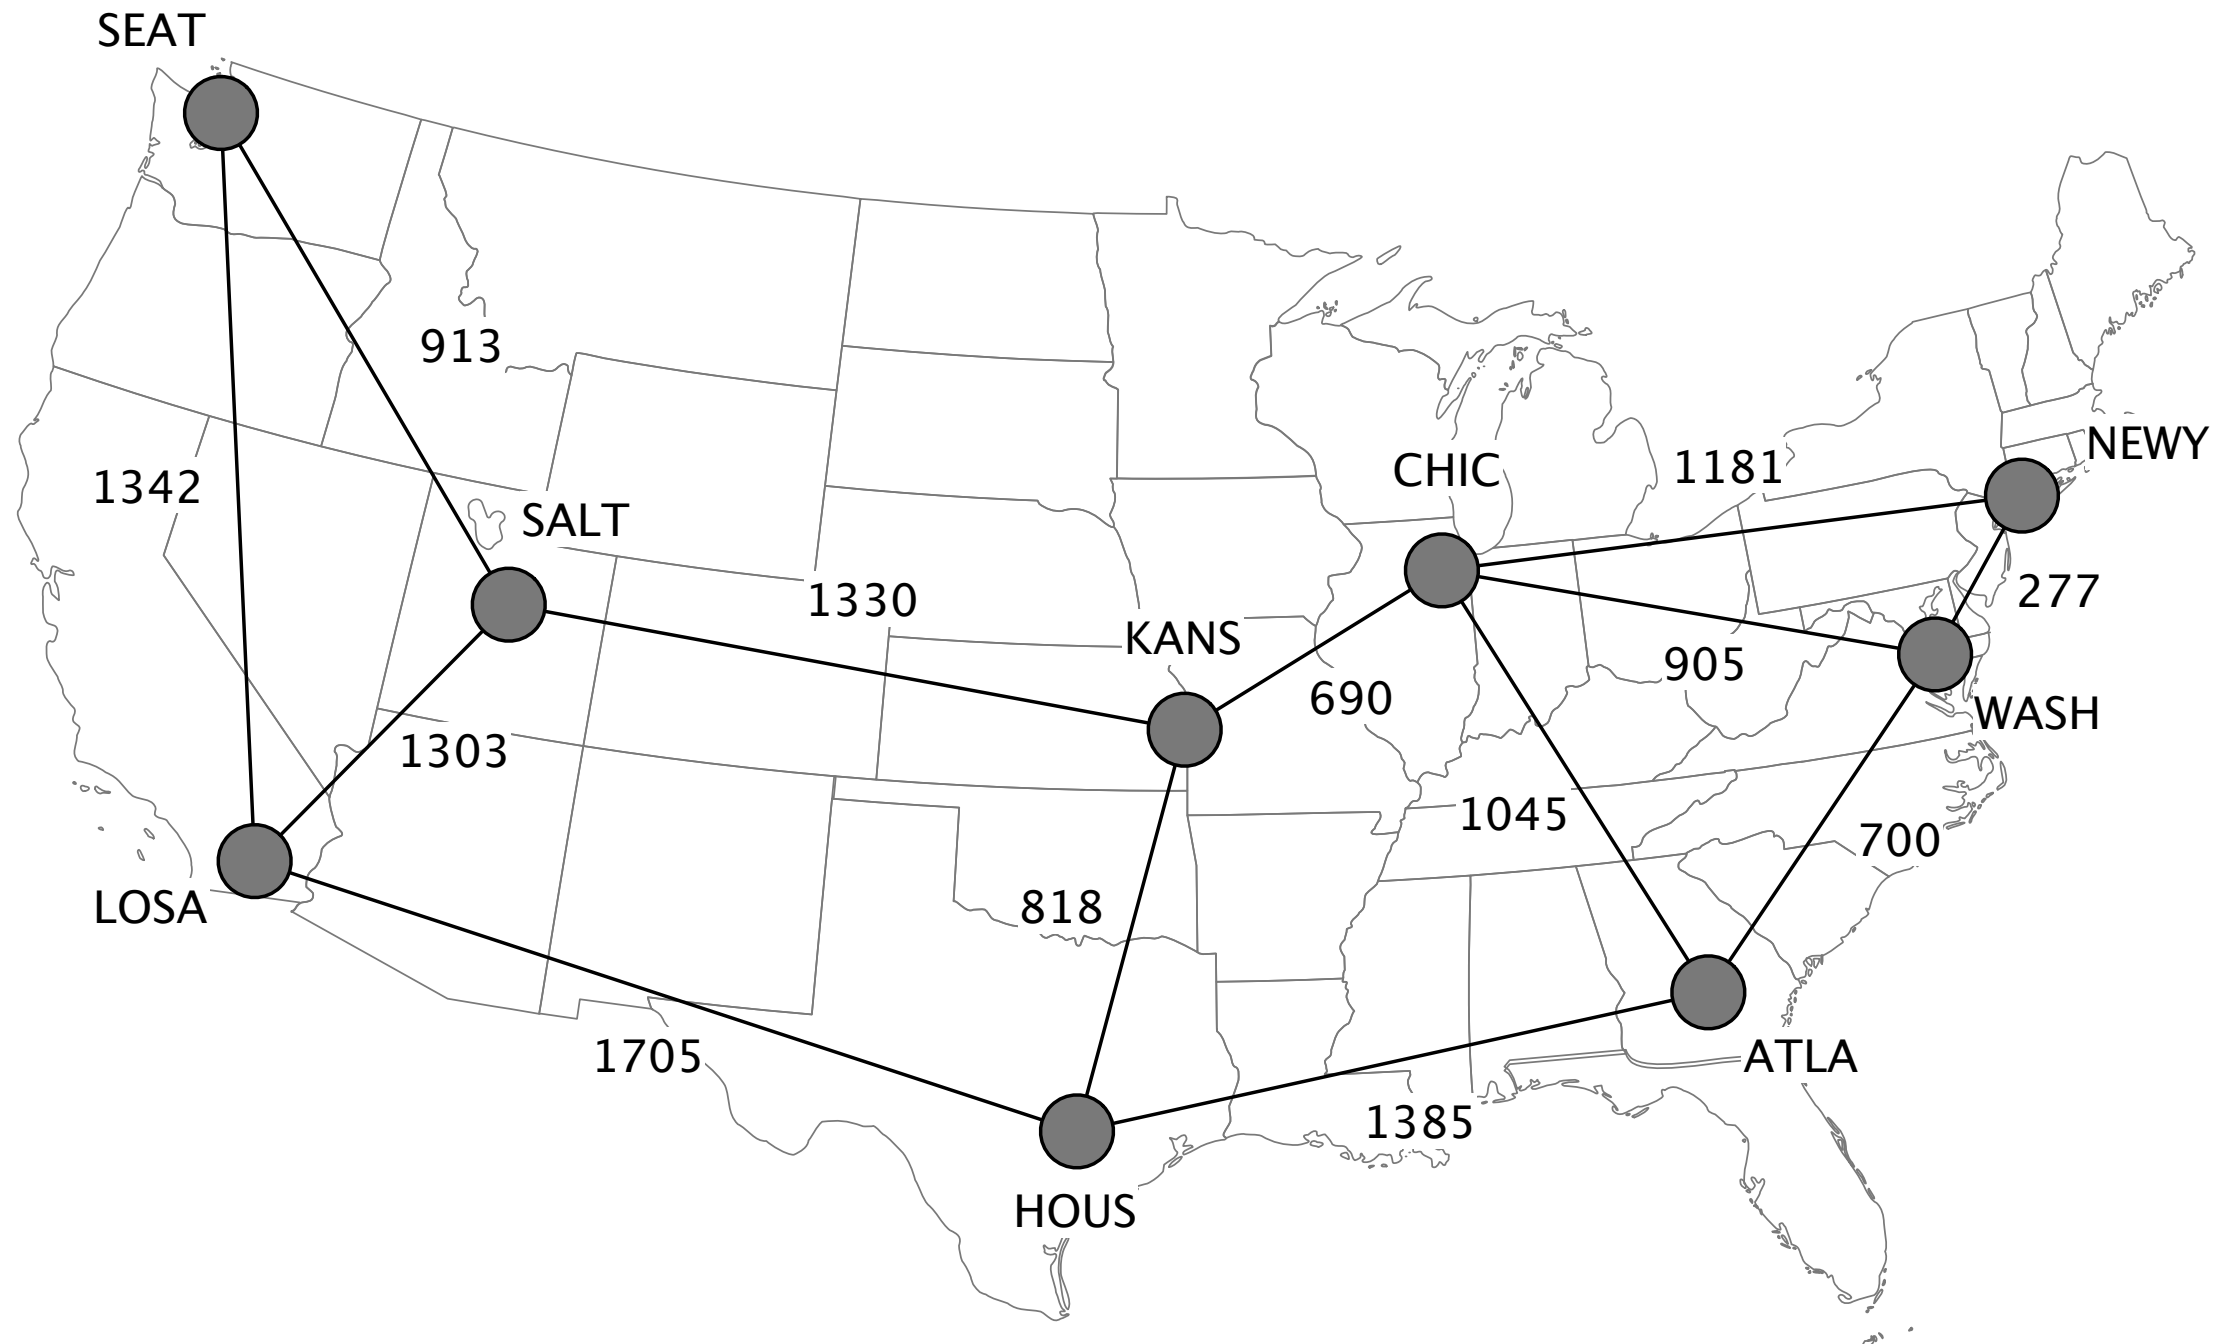 SEAT
913
NEWY
1181
CHIC
1342
SALT
277
1330
KANS
905
690
WASH
1303
1045
700
LOSA
818
1705
ATLA
1385
HOUS